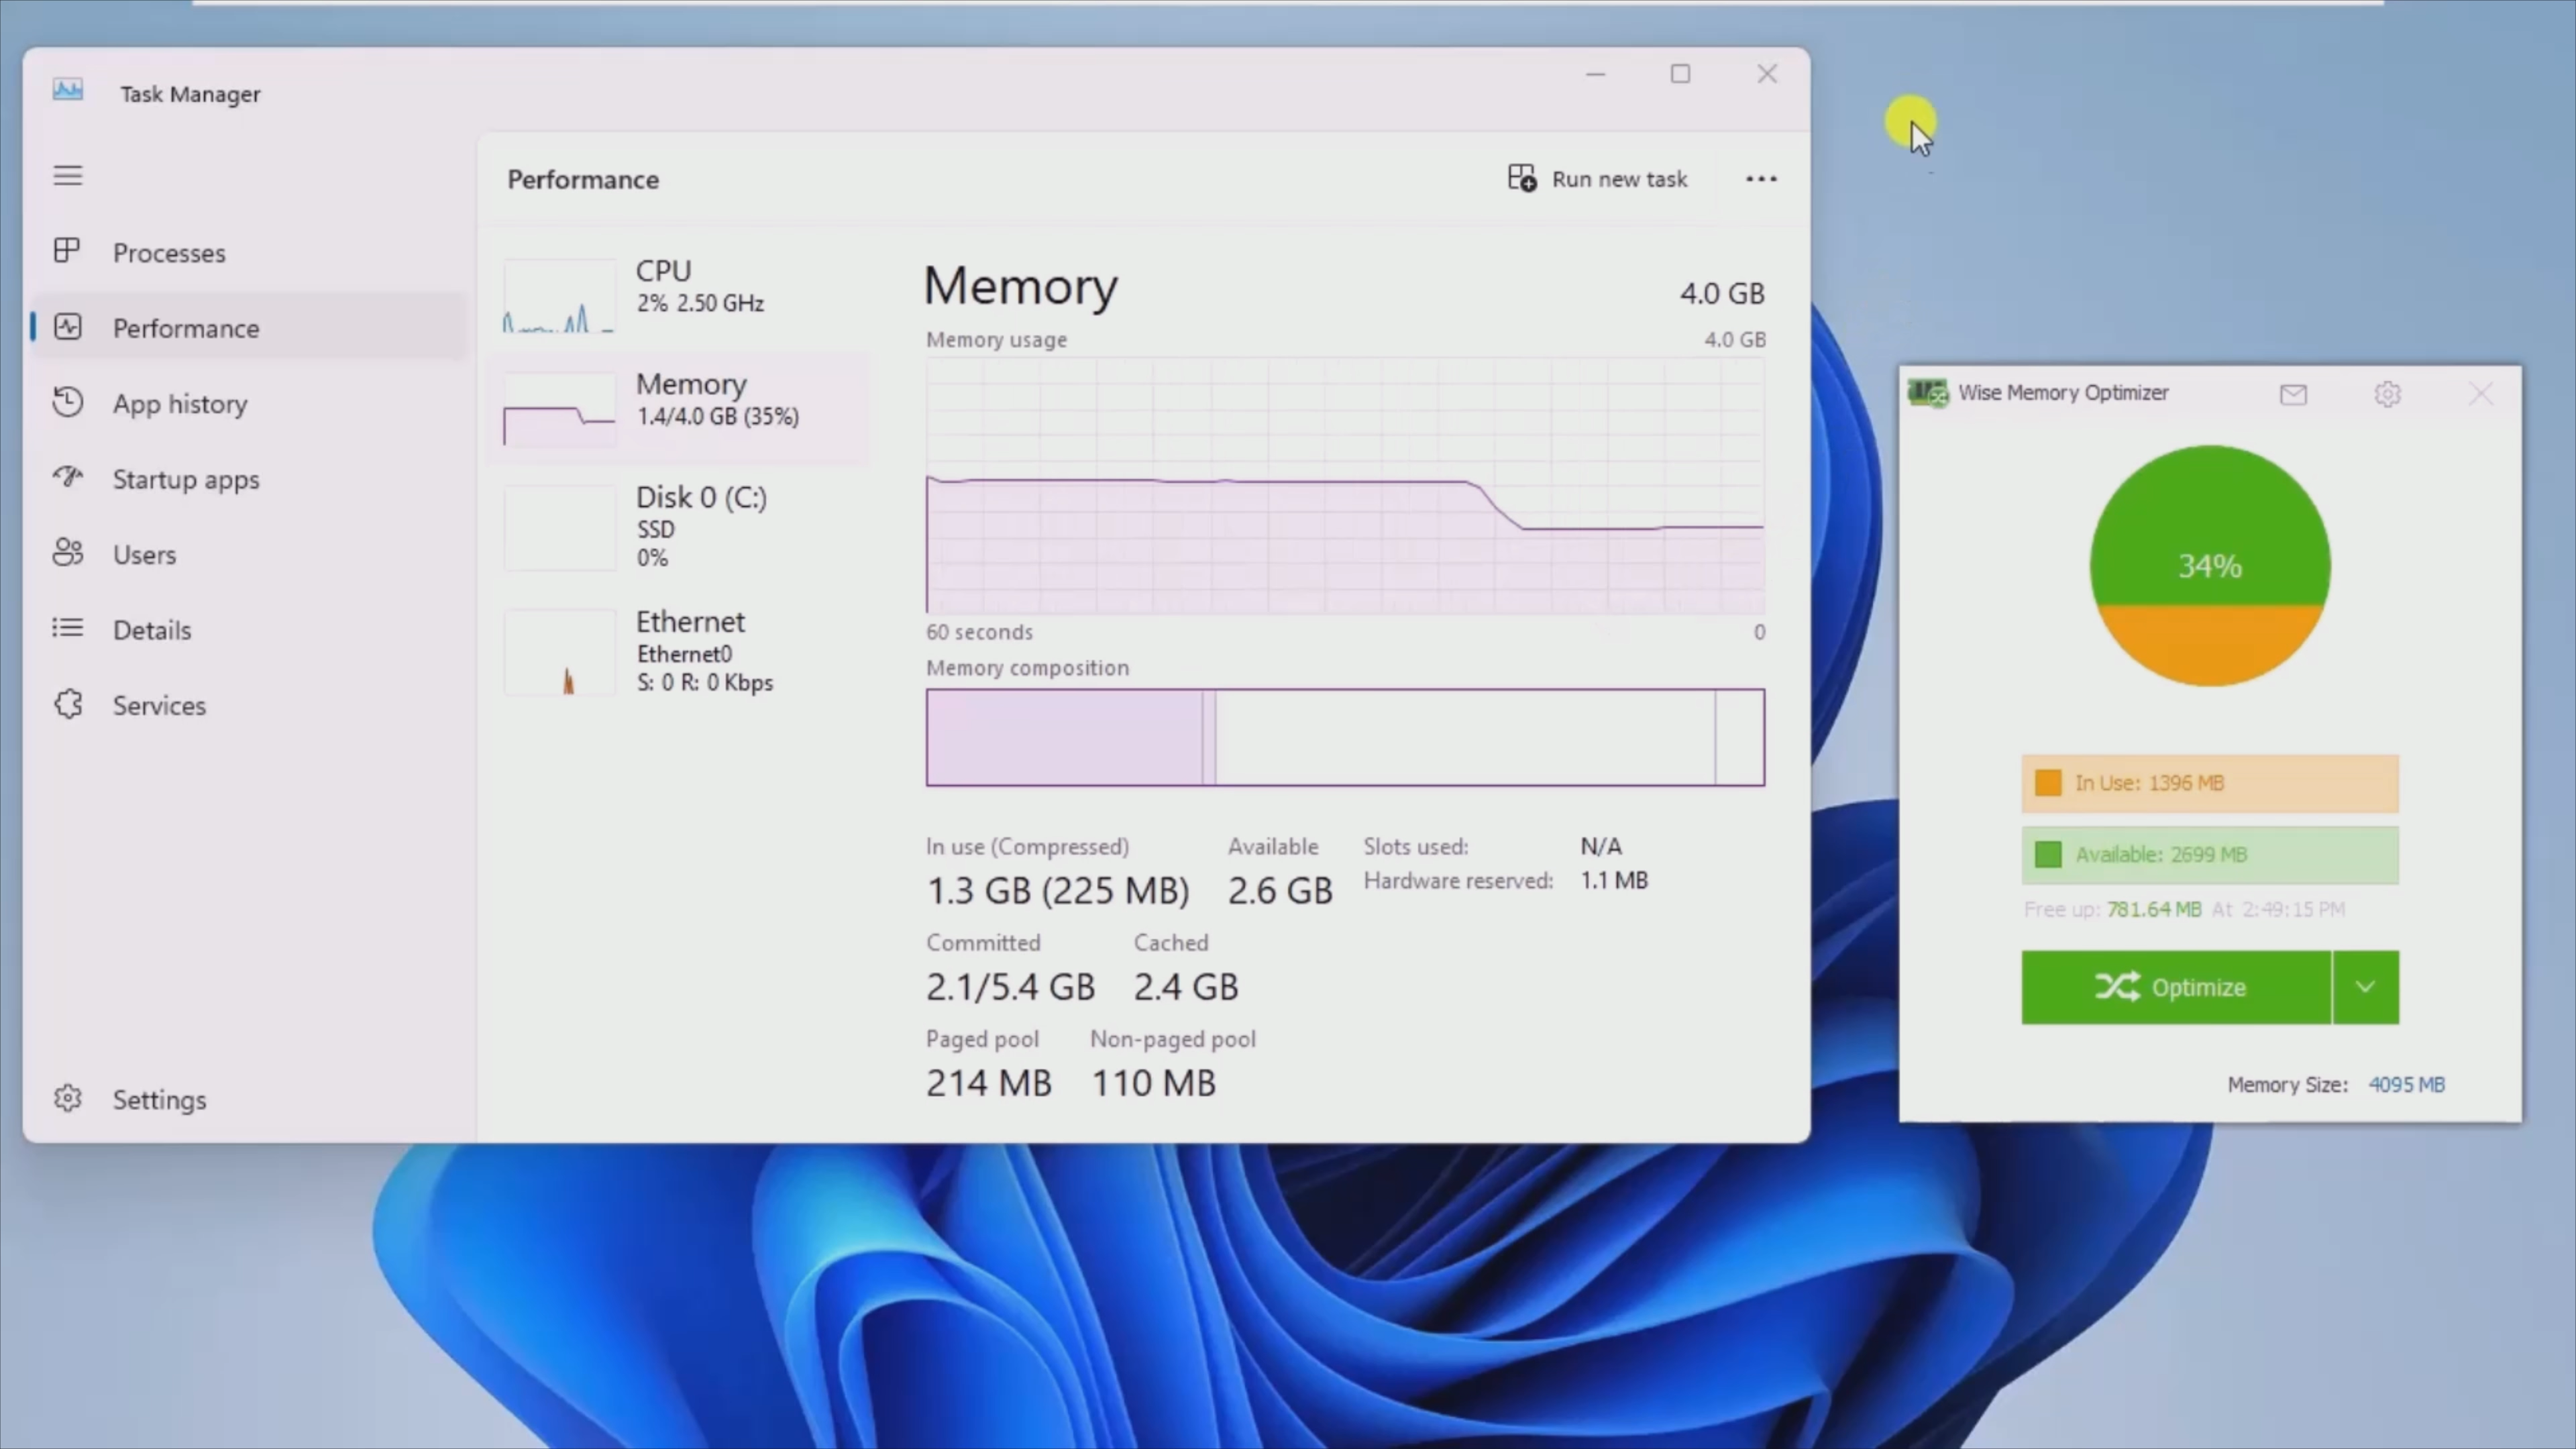 Task Manager
Processes
Performance
App history
Startup apps
Users
Details
Services
Settings
Performance
Run new task
CPU
2% 2.50 GHz
Memory
1.4/4.0 GB (35%)
Disk 0 (C:)
SSD
0%
Ethernet
Ethernet0
S: 0 R: 0 Kbps
Memory
4.0 GB
Memory usage
4.0 GB
60 seconds
0
Memory composition
In use (Compressed)
1.3 GB (225 MB)
Available
2.6 GB
Slots used: N/A
Hardware reserved: 1.1 MB
Committed
2.1/5.4 GB
Cached
2.4 GB
Paged pool
214 MB
Non-paged pool
110 MB
Wise Memory Optimizer
34%
In Use: 1396 MB
Available: 2699 MB
Free up: 781.64 MB At 2:49:15 PM
Optimize
Memory Size: 4095 MB